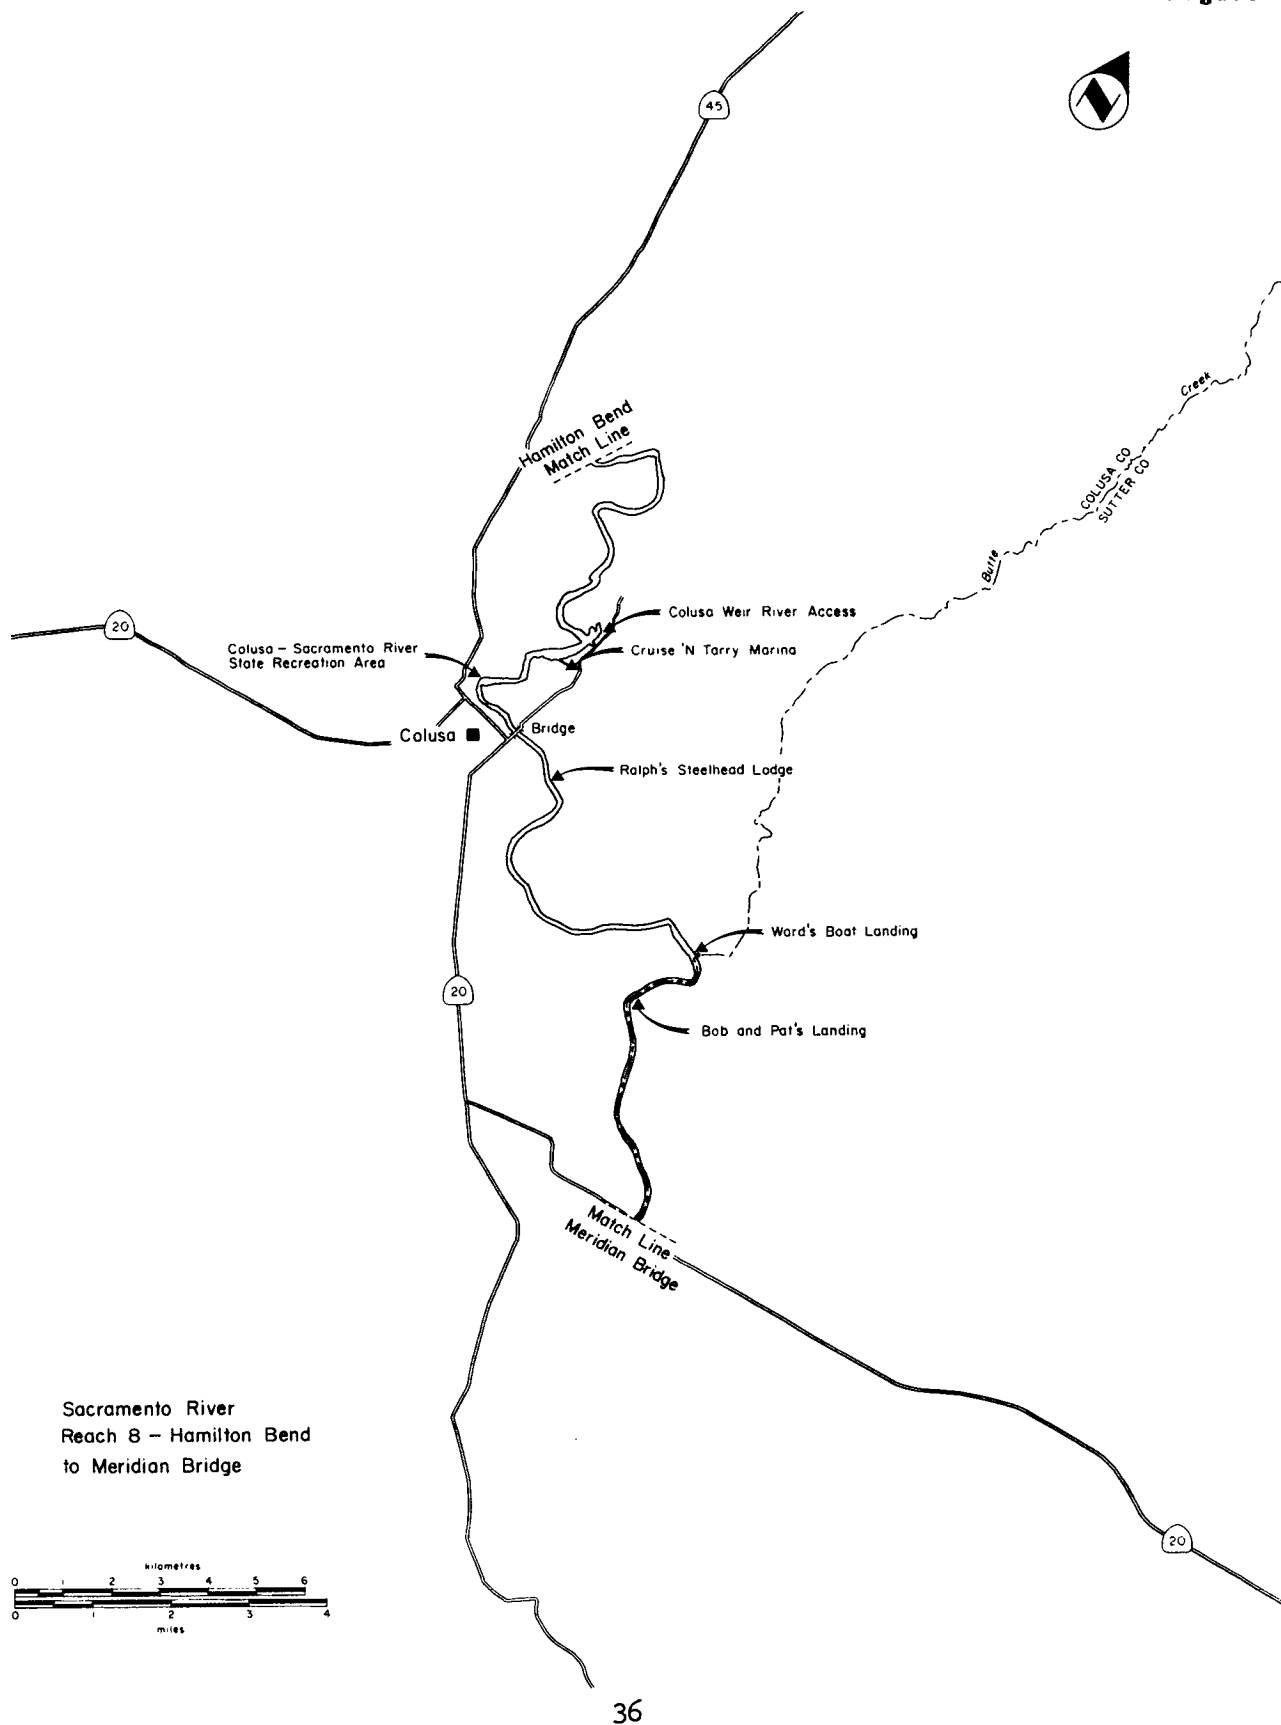 45
Hamilton Bend
Match Line
Creek
COLUSA CO
SUTTER CO
Butte
20
Colusa Weir River Access
Colusa - Sacramento River
State Recreation Area
Cruise 'N Tarry Marina
Colusa
Bridge
Ralph's Steelhead Lodge
Ward's Boat Landing
20
Bob and Pat's Landing
Match Line
Meridian Bridge
Sacramento River
Reach 8 - Hamilton Bend
to Meridian Bridge
20
kilometres
0 1 2 3 4 5 6
0 1 2 3 4
miles
36